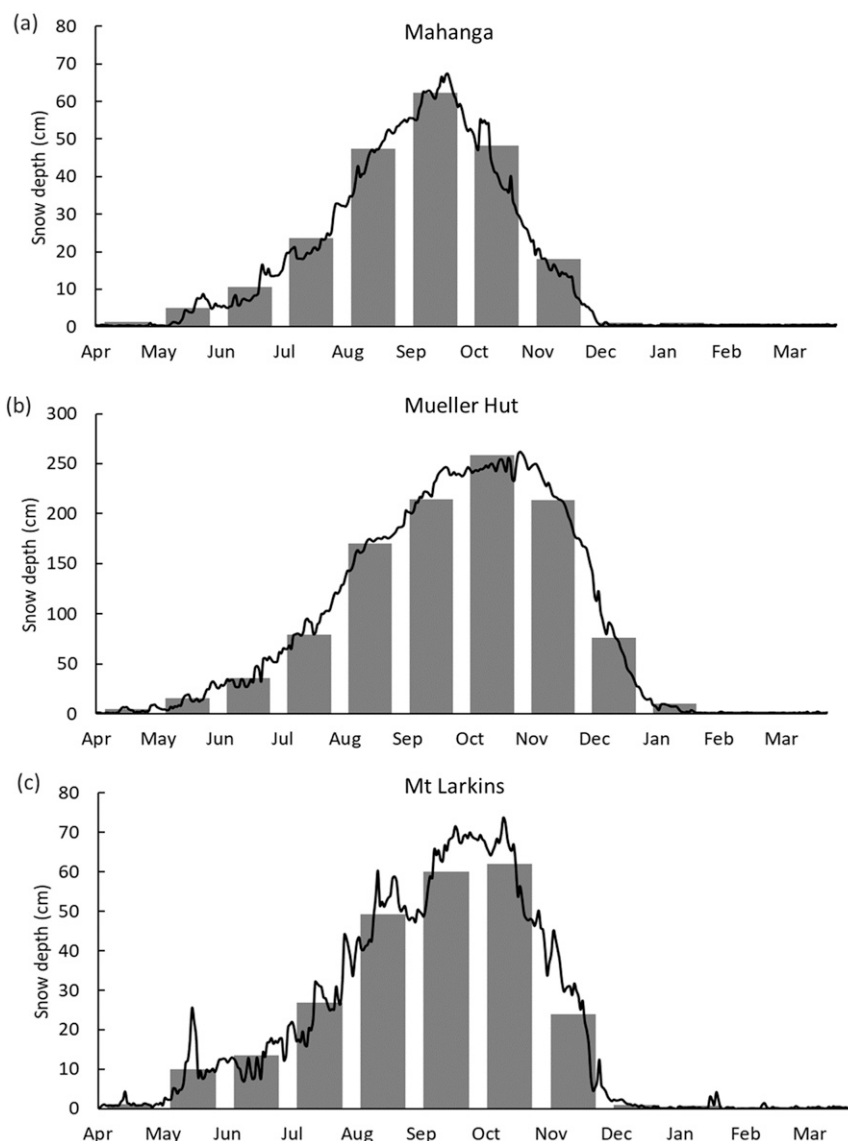 (a)
Mahanga
Snow depth (cm)
80
70
60
50
40
30
20
10
0
Apr May Jun Jul Aug Sep Oct Nov Dec Jan Feb Mar
(b)
Mueller Hut
Snow depth (cm)
300
250
200
150
100
50
0
Apr May Jun Jul Aug Sep Oct Nov Dec Jan Feb Mar
(c)
Mt Larkins
Snow depth (cm)
80
70
60
50
40
30
20
10
0
Apr May Jun Jul Aug Sep Oct Nov Dec Jan Feb Mar